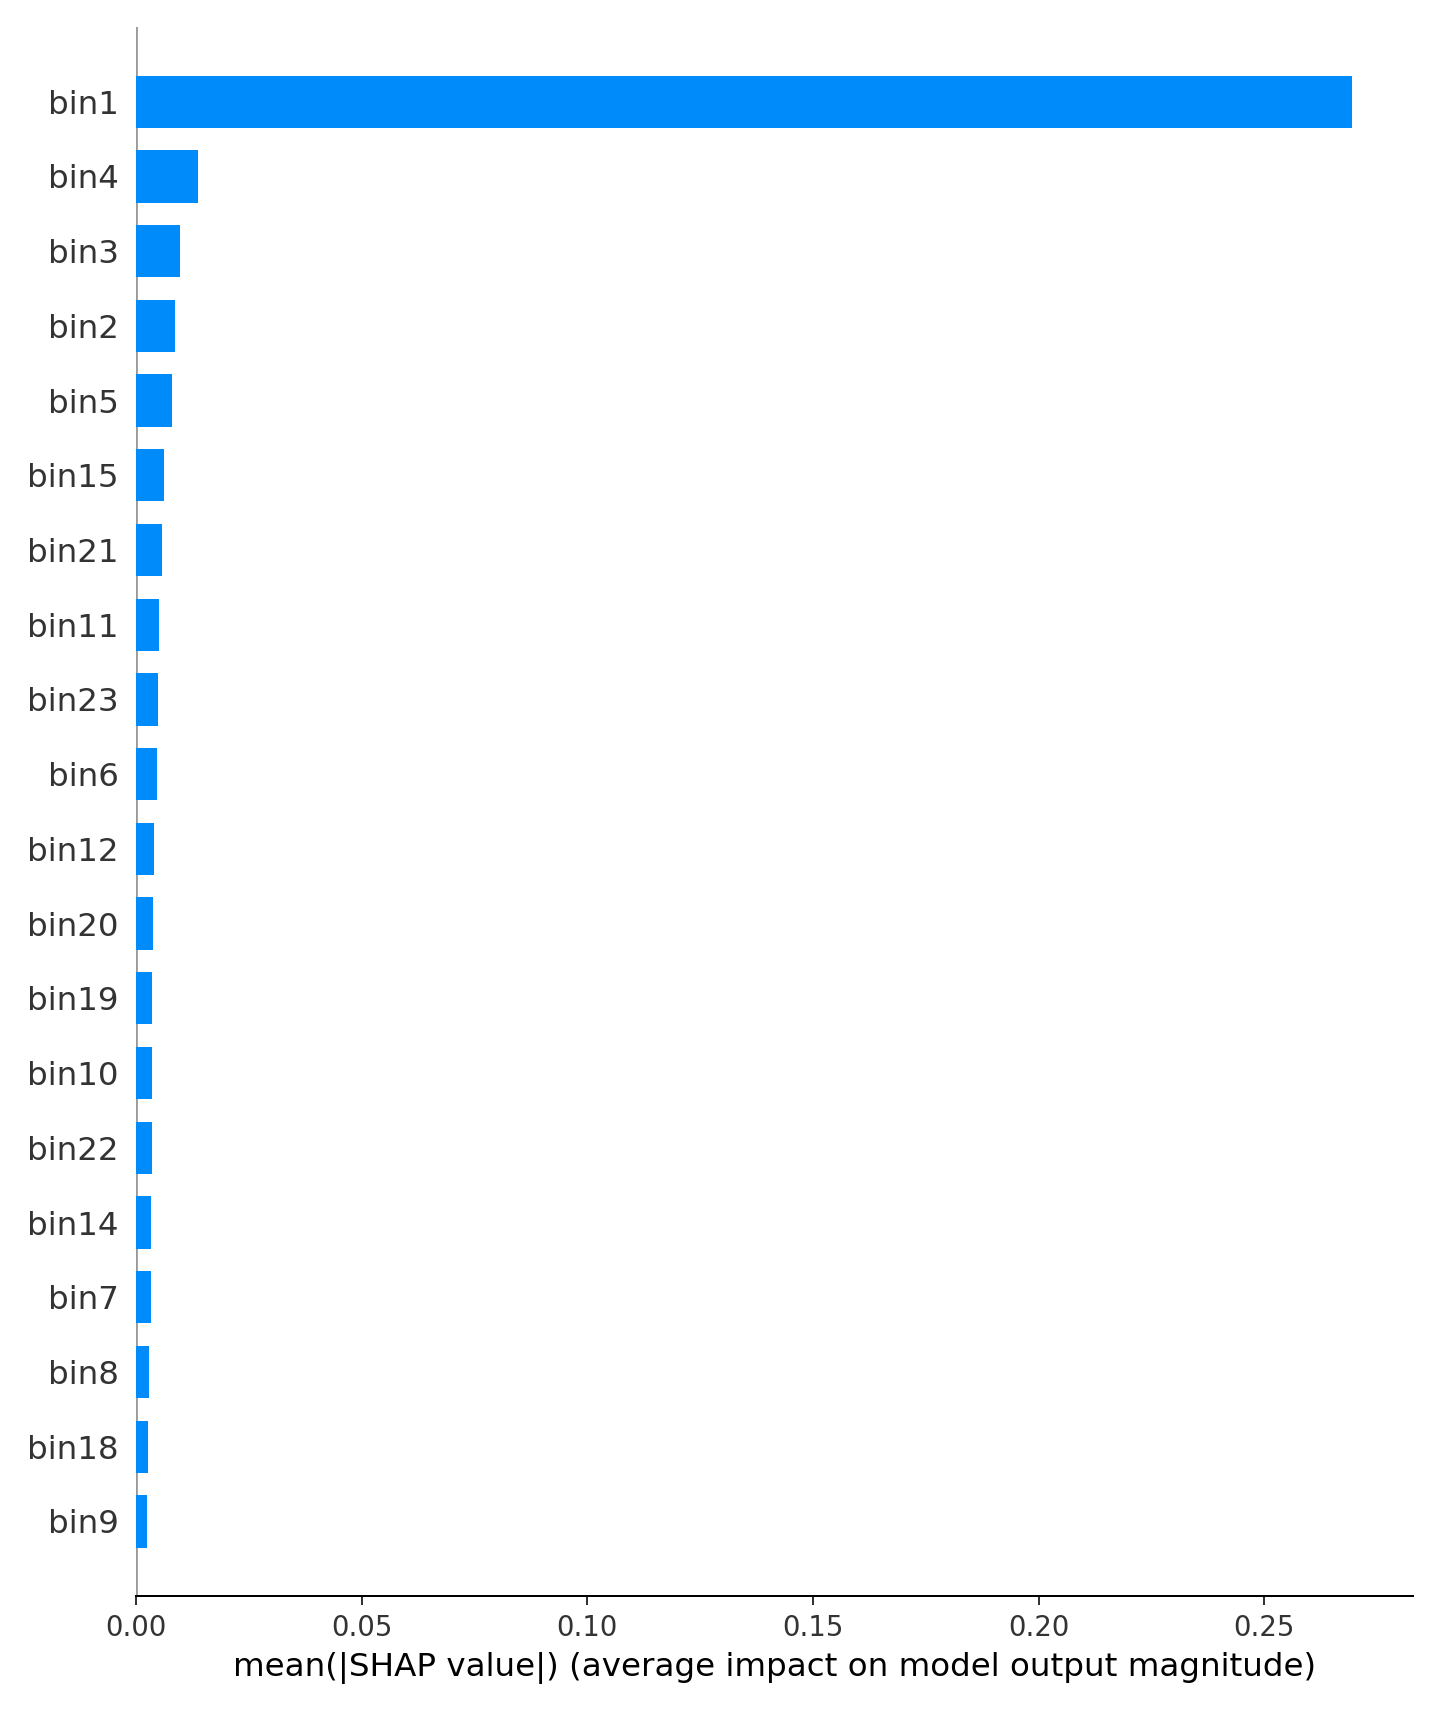 bin1
bin4
bin3
bin2
bin5
bin15
bin21
bin11
bin23
bin6
bin12
bin20
bin19
bin10
bin22
bin14
bin7
bin8
bin18
bin9
0.00 0.05 0.10 0.15 0.20 0.25
mean(|SHAP value|) (average impact on model output magnitude)